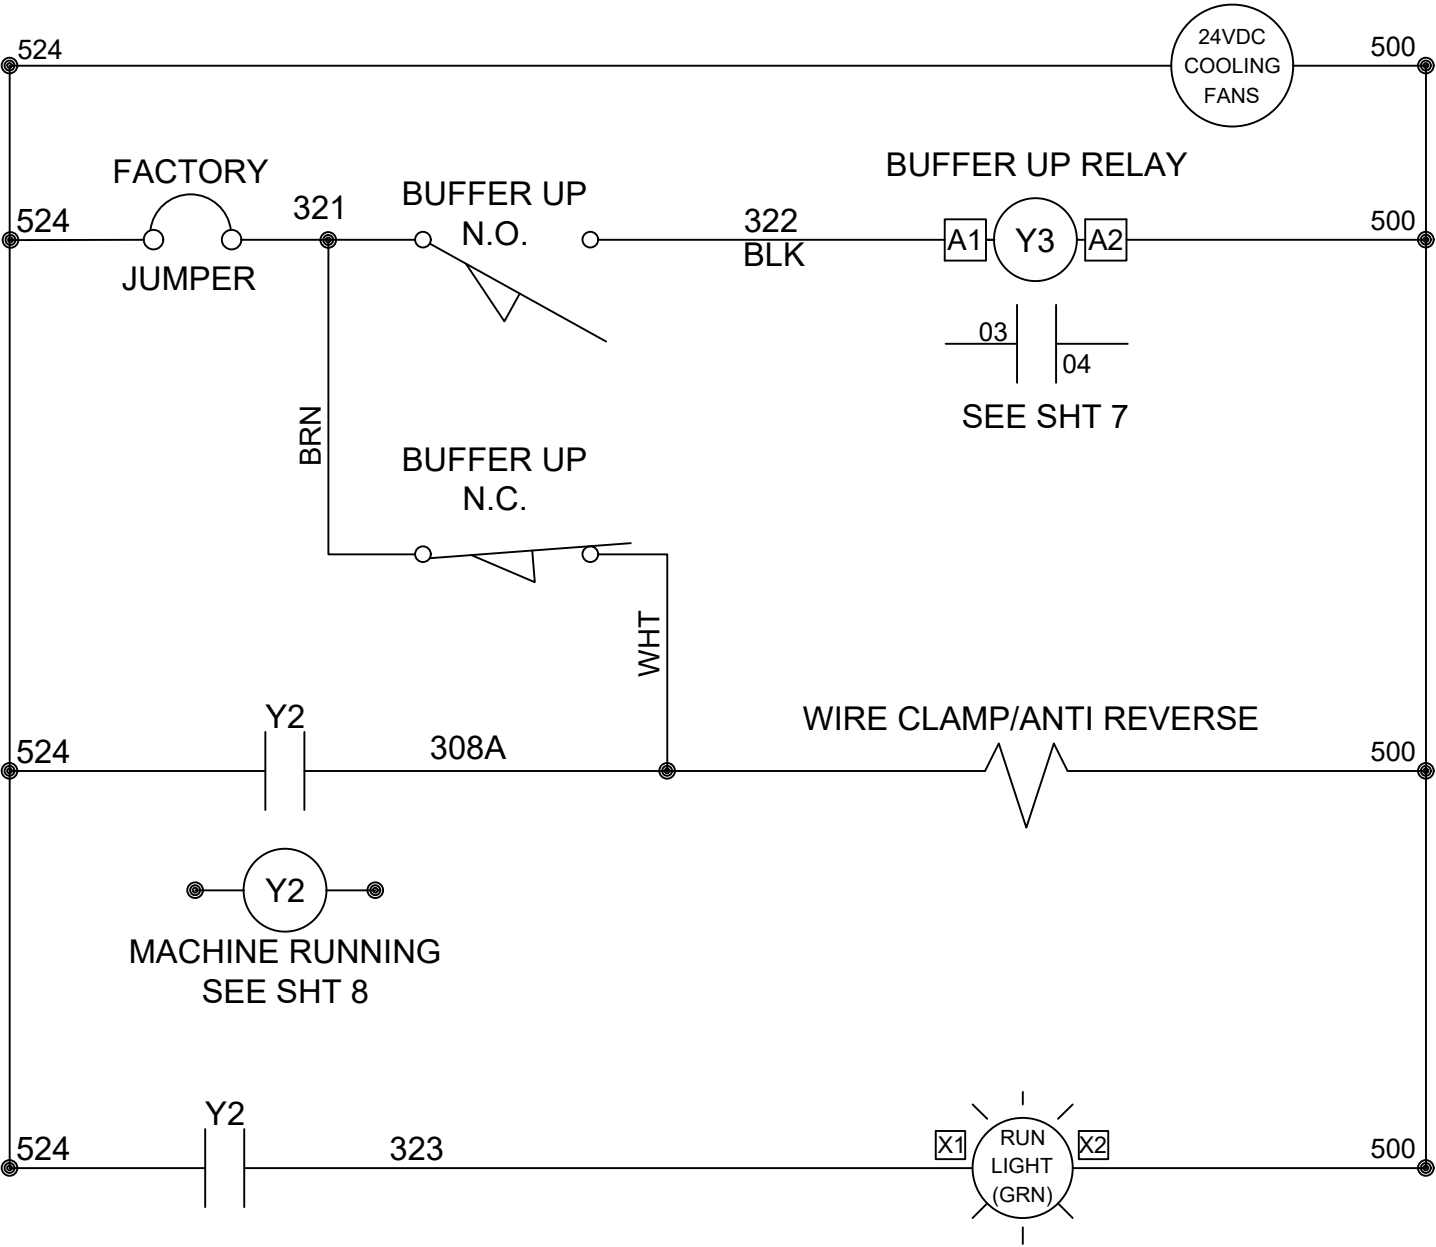 524
24VDC
COOLING
FANS
500
FACTORY
JUMPER
524
321
BUFFER UP
N.O.
322
BLK
BUFFER UP RELAY
A1
Y3
A2
500
03
04
SEE SHT 7
BRN
BUFFER UP
N.C.
WHT
524
Y2
308A
WIRE CLAMP/ANTI REVERSE
500
Y2
MACHINE RUNNING
SEE SHT 8
524
Y2
323
X1
RUN
LIGHT
(GRN)
X2
500